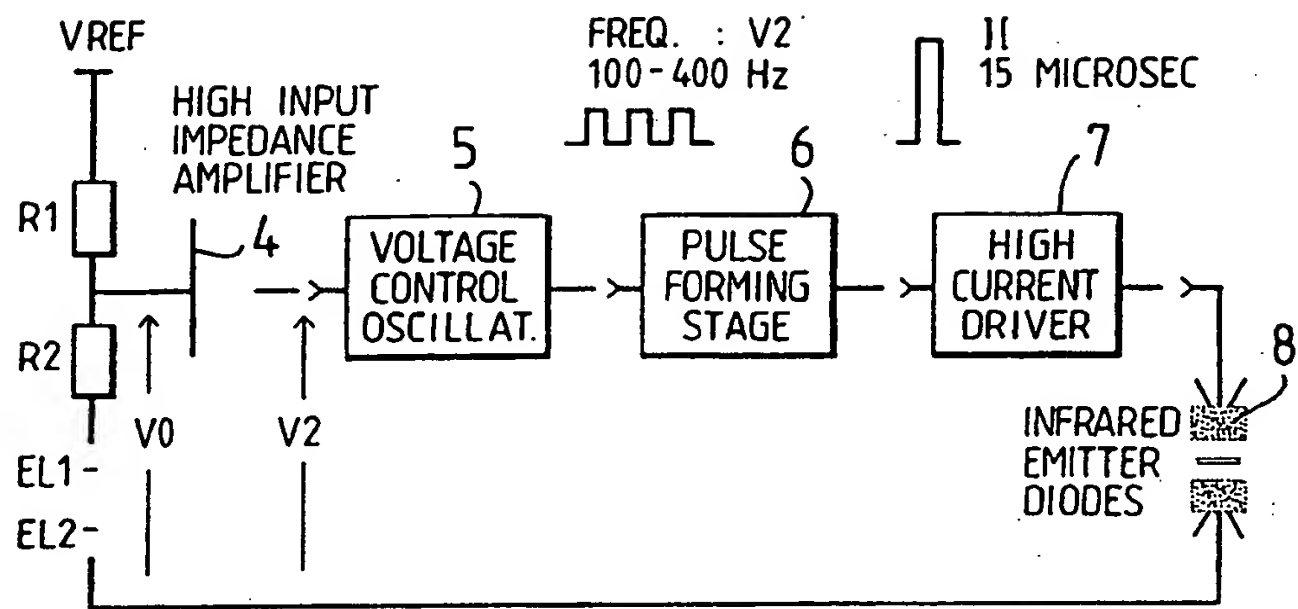 VREF
FREQ. : V2
100-400 Hz
15 MICROSEC
HIGH INPUT
IMPEDANCE
AMPLIFIER
4
5
6
7
R1
R2
VOLTAGE
CONTROL
OSCILLAT.
PULSE
FORMING
STAGE
HIGH
CURRENT
DRIVER
8
V0
V2
INFRARED
EMITTER
DIODES
EL1
EL2